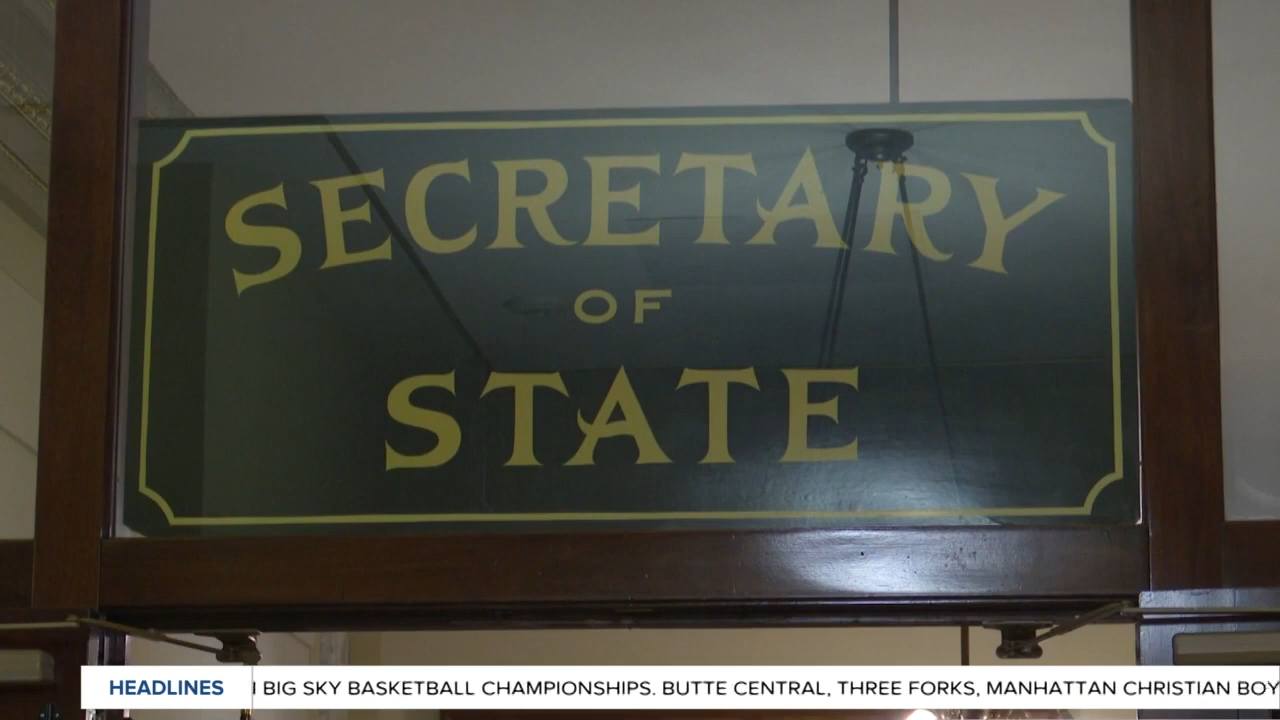 SECRETARY
OF
STATE
HEADLINES
BIG SKY BASKETBALL CHAMPIONSHIPS. BUTTE CENTRAL, THREE FORKS, MANHATTAN CHRISTIAN BOY